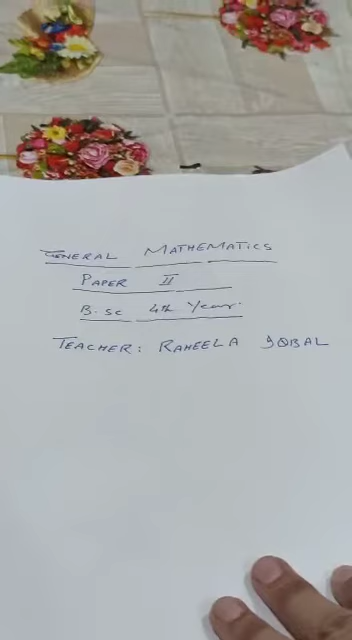 GENERAL MATHEMATICS
PAPER II
B.Sc 4th Year.
TEACHER: RAHEELA IQBAL